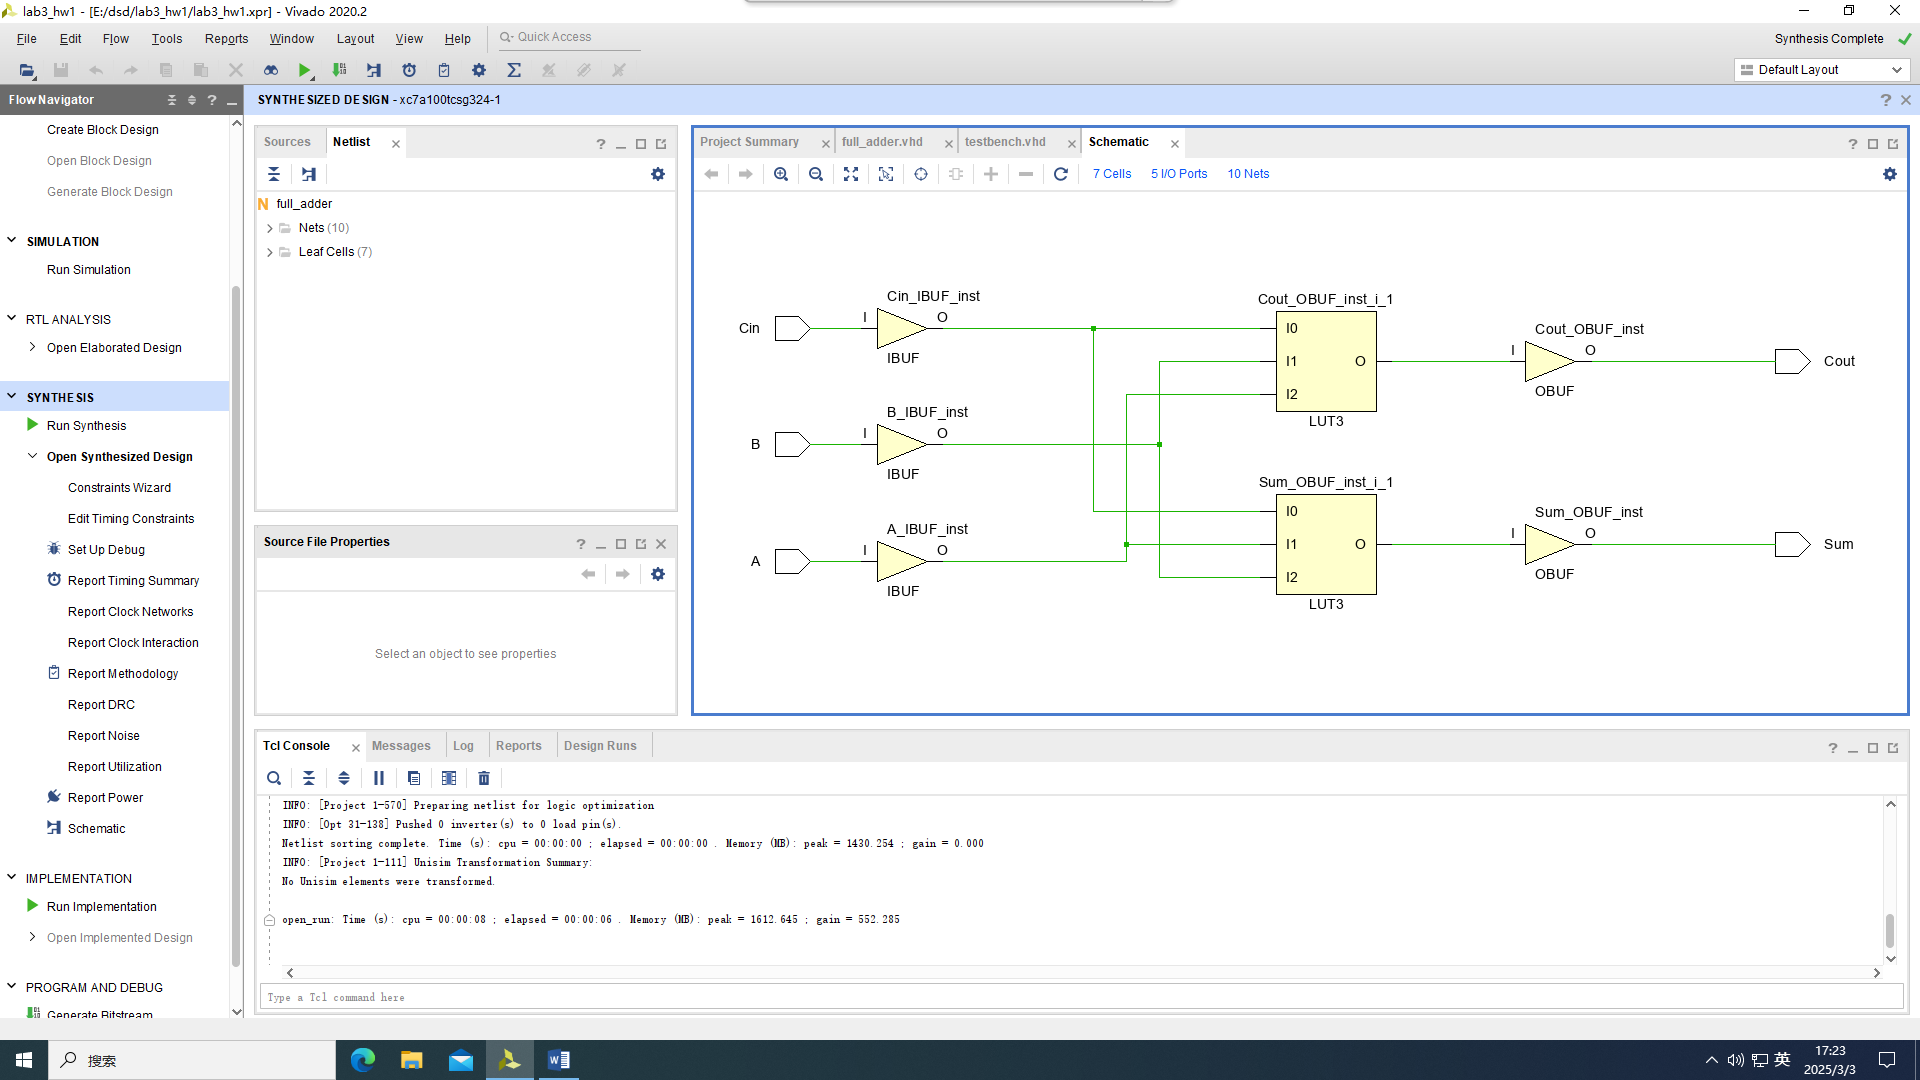 lab3_hw1 - [E:/dsd/lab3_hw1/lab3_hw1.xpr] - Vivado 2020.2
File Edit Flow Tools Reports Window Layout View Help Quick Access
Synthesis Complete
Default Layout
Flow Navigator
SYNTHESIZED DESIGN - xc7a100tcsg324-1
Create Block Design
Open Block Design
Generate Block Design
SIMULATION
Run Simulation
RTL ANALYSIS
Open Elaborated Design
SYNTHESIS
Run Synthesis
Open Synthesized Design
Constraints Wizard
Edit Timing Constraints
Set Up Debug
Report Timing Summary
Report Clock Networks
Report Clock Interaction
Report Methodology
Report DRC
Report Noise
Report Utilization
Report Power
Schematic
IMPLEMENTATION
Run Implementation
Open Implemented Design
PROGRAM AND DEBUG
Generate Bitstream
Sources Netlist
N full_adder
Nets (10)
Leaf Cells (7)
Source File Properties
Select an object to see properties
Project Summary full_adder.vhd testbench.vhd Schematic
7 Cells 5 I/O Ports 10 Nets
Cin_IBUF_inst
Cin I O
IBUF
B_IBUF_inst
B I O
IBUF
A_IBUF_inst
A I O
IBUF
Cout_OBUF_inst_i_1
I0
I1 O
I2
LUT3
Sum_OBUF_inst_i_1
I0
I1 O
I2
LUT3
Cout_OBUF_inst
I O Cout
OBUF
Sum_OBUF_inst
I O Sum
OBUF
Tcl Console Messages Log Reports Design Runs
INFO: [Project 1-570] Preparing netlist for logic optimization
INFO: [Opt 31-138] Pushed 0 inverter(s) to 0 load pin(s).
Netlist sorting complete. Time (s): cpu = 00:00:00 ; elapsed = 00:00:00 . Memory (MB): peak = 1430.254 ; gain = 0.000
INFO: [Project 1-111] Unisim Transformation Summary:
No Unisim elements were transformed.
open_run: Time (s): cpu = 00:00:08 ; elapsed = 00:00:06 . Memory (MB): peak = 1612.645 ; gain = 552.285
Type a Tcl command here
搜索
英
17:23
2025/3/3